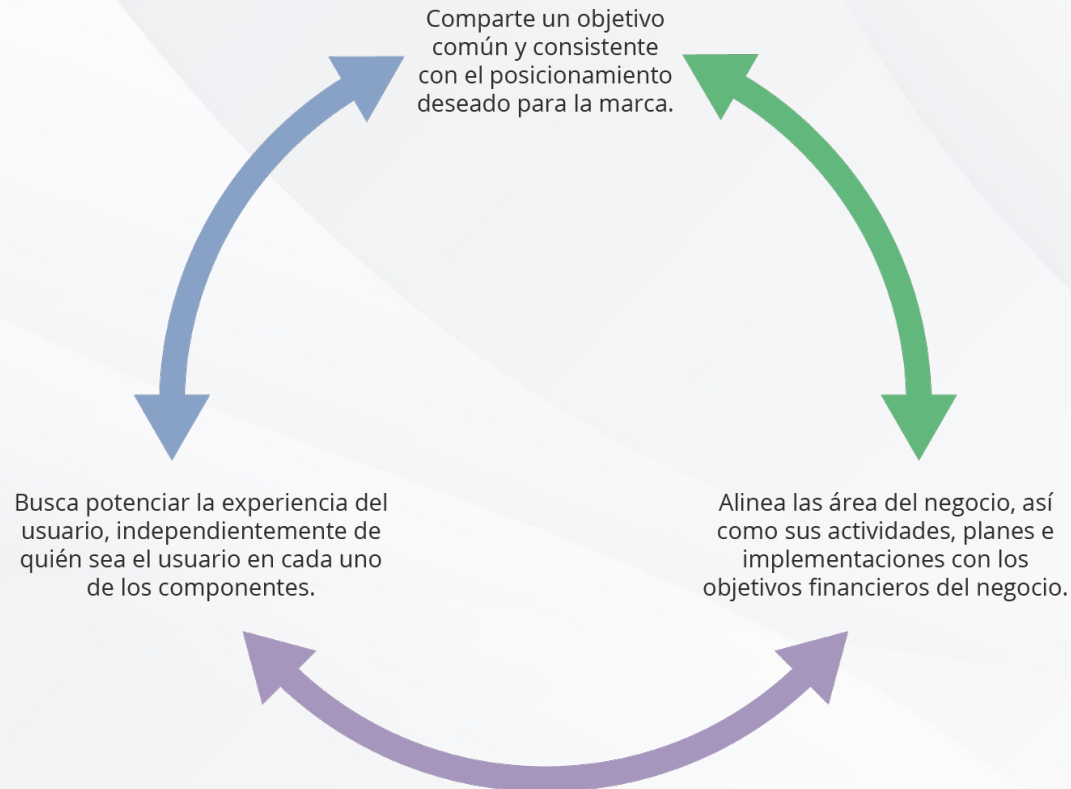 Comparte un objetivo
común y consistente
con el posicionamiento
deseado para la marca.
Busca potenciar la experiencia del
usuario, independientemente de
quién sea el usuario en cada uno
de los componentes.
Alinea las área del negocio, así
como sus actividades, planes e
implementaciones con los
objetivos financieros del negocio.